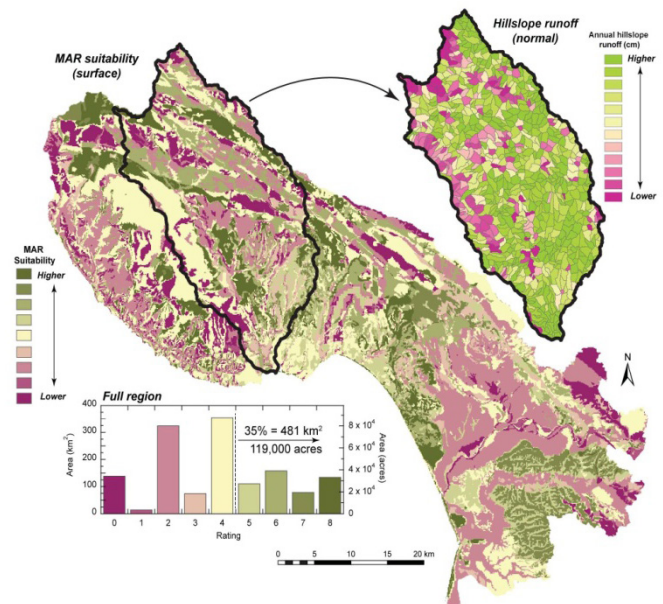 MAR suitability
(surface)
Hillslope runoff
(normal)
Annual hillslope
runoff (cm)
Higher
Lower
MAR
Suitability
Higher
Lower
N
Full region
400
300
200
100
0
Area (km²)
35% = 481 km²
119,000 acres
8 x 10⁴
6 x 10⁴
4 x 10⁴
2 x 10⁴
0
Area (acres)
0 1 2 3 4 5 6 7 8
Rating
0 5 10 15 20 km